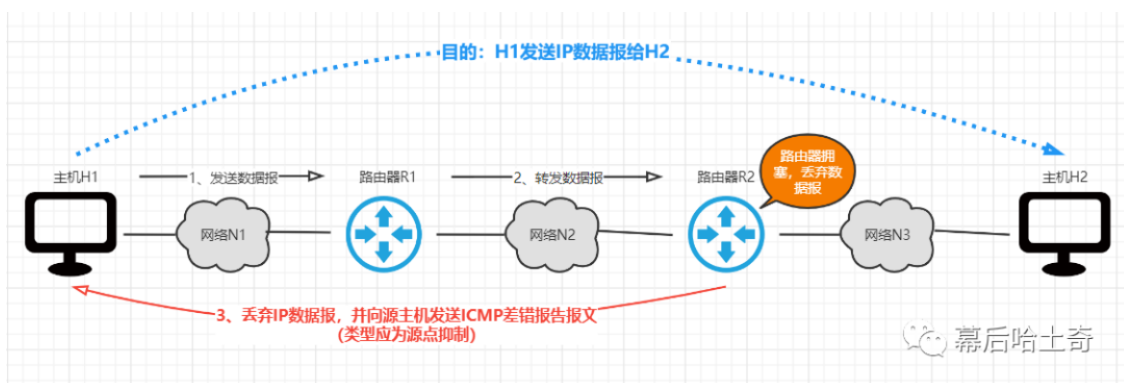 目的：H1发送IP数据报给H2
主机H1
1、发送数据报
路由器R1
2、转发数据报
路由器R2
路由器拥
塞，丢弃数
据报
主机H2
网络N1
网络N2
网络N3
3、丢弃IP数据报，并向源主机发送ICMP差错报告报文
(类型应为源点抑制)
幕后哈土奇